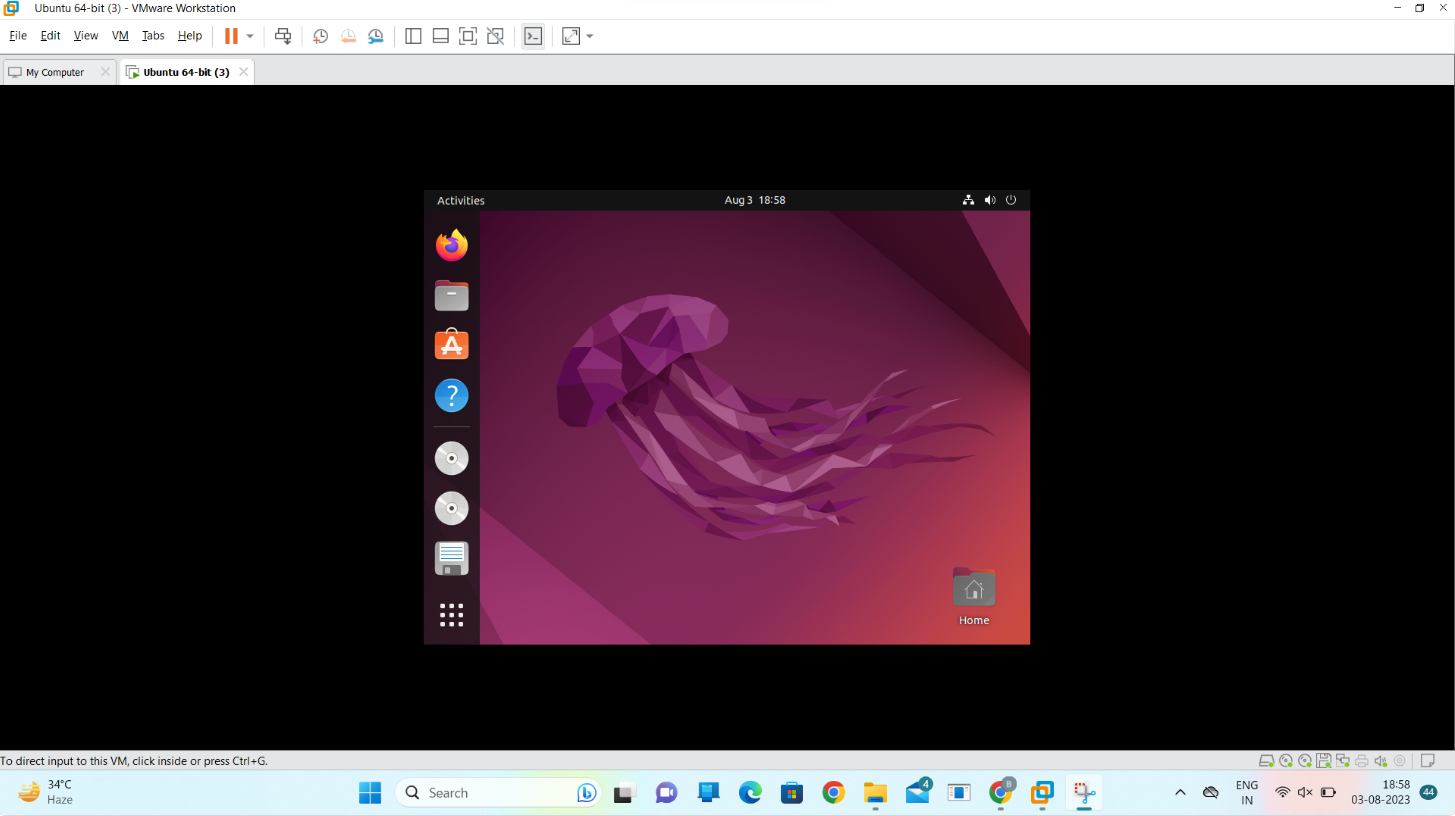 Ubuntu 64-bit (3) - VMware Workstation
File Edit View VM Tabs Help
My Computer
Ubuntu 64-bit (3)
Activities
Aug 3 18:58
Home
To direct input to this VM, click inside or press Ctrl+G.
34°C
Haze
Search
4
8
ENG
IN
18:58
03-08-2023
44